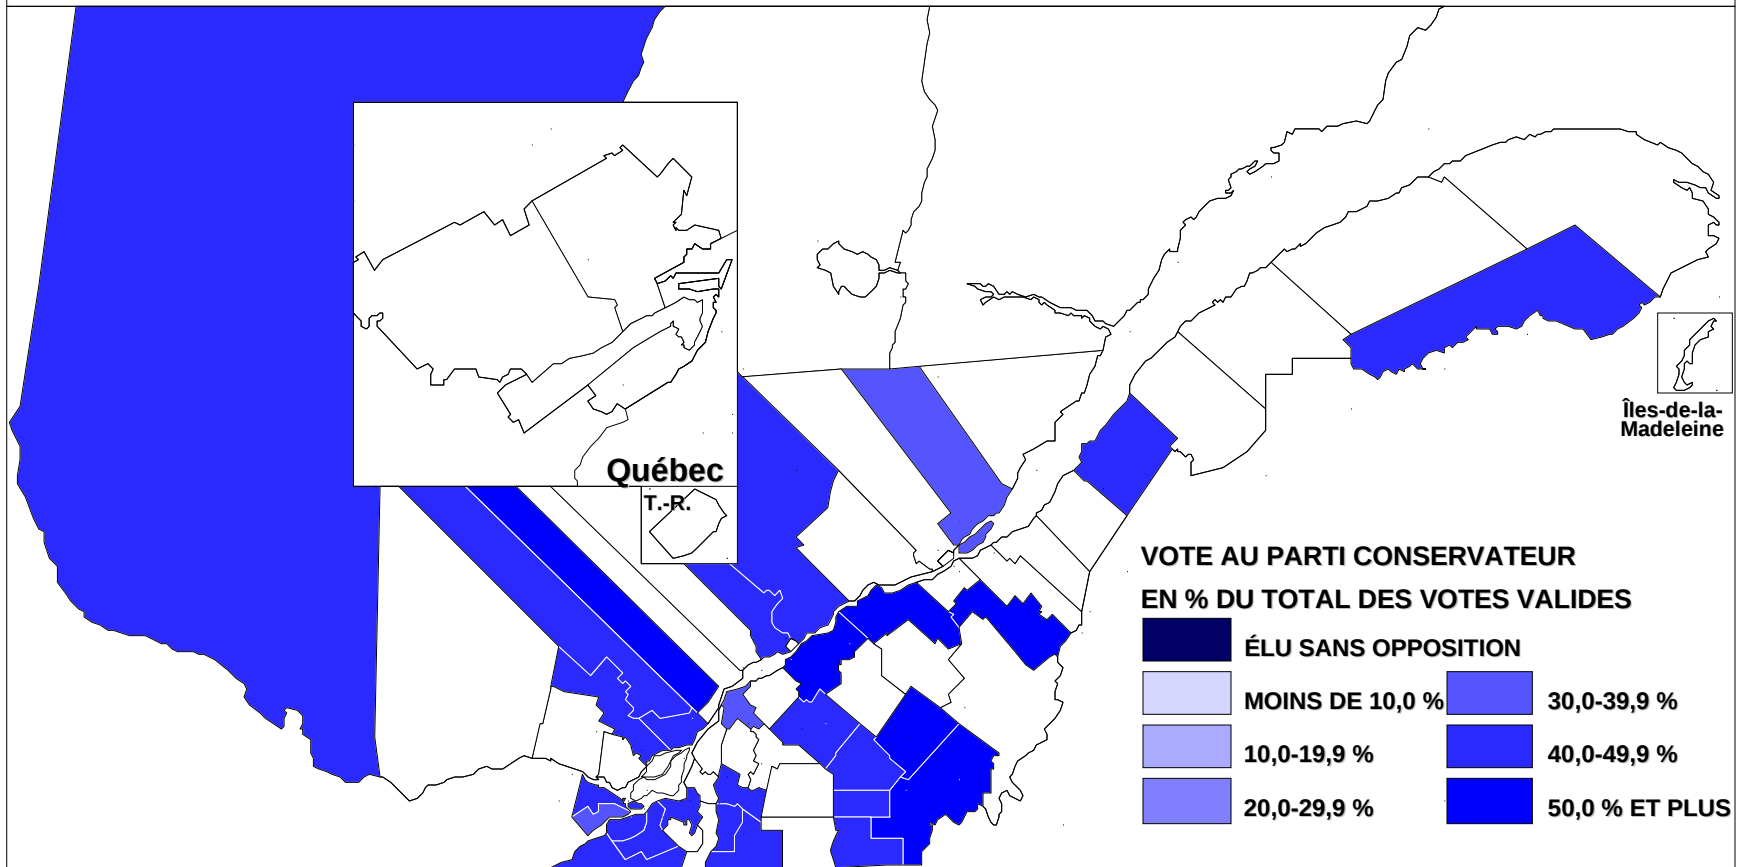 Québec
T.-R.
Îles-de-la-
Madeleine
VOTE AU PARTI CONSERVATEUR
EN % DU TOTAL DES VOTES VALIDES
ÉLU SANS OPPOSITION
MOINS DE 10,0 %
30,0-39,9 %
10,0-19,9 %
40,0-49,9 %
20,0-29,9 %
50,0 % ET PLUS